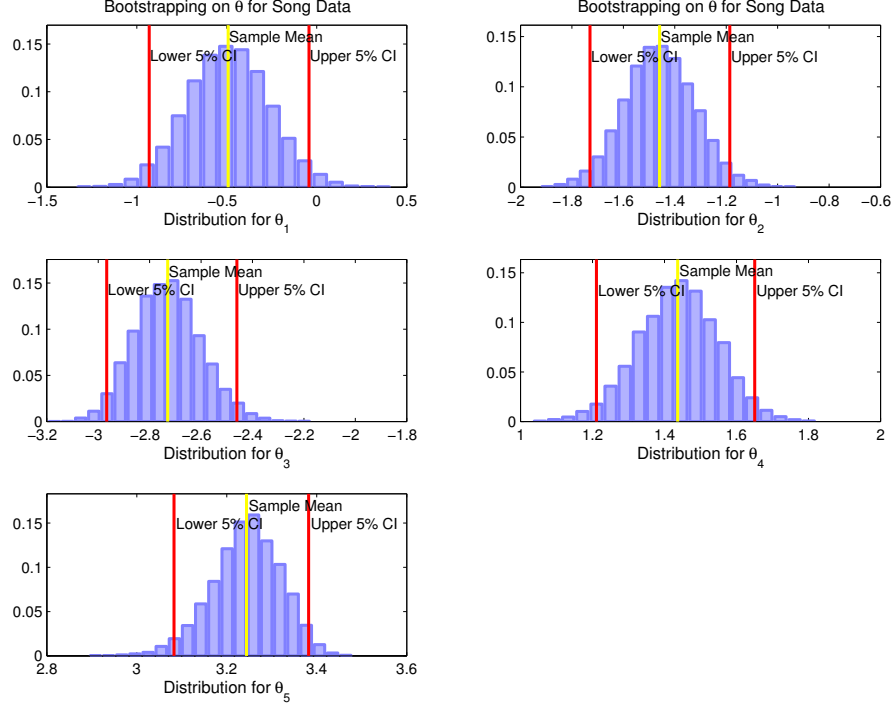 Bootstrapping on θ for Song Data
0.15
0.1
0.05
0
Sample Mean
Lower 5% CI
Upper 5% CI
−1.5
−1
−0.5
0
0.5
Distribution for θ1
Bootstrapping on θ for Song Data
0.15
0.1
0.05
0
Sample Mean
Lower 5% CI
Upper 5% CI
−2
−1.8
−1.6
−1.4
−1.2
−1
−0.8
−0.6
Distribution for θ2
0.15
0.1
0.05
0
Sample Mean
Lower 5% CI
Upper 5% CI
−3.2
−3
−2.8
−2.6
−2.4
−2.2
−2
−1.8
Distribution for θ3
0.15
0.1
0.05
0
Sample Mean
Lower 5% CI
Upper 5% CI
1
1.2
1.4
1.6
1.8
2
Distribution for θ4
0.15
0.1
0.05
0
Sample Mean
Lower 5% CI
Upper 5% CI
2.8
3
3.2
3.4
3.6
Distribution for θ5